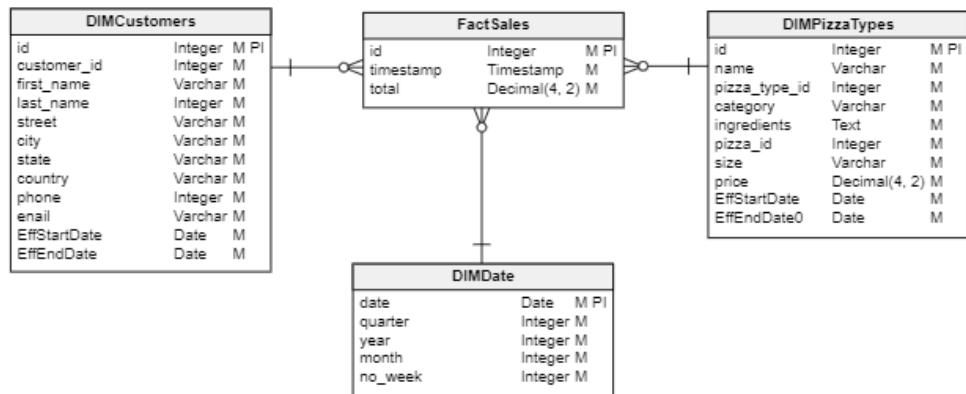 DIMCustomers
id Integer M PI
customer_id Integer M
first_name Varchar M
last_name Integer M
street Varchar M
city Varchar M
state Varchar M
country Varchar M
phone Integer M
enail Varchar M
EffStartDate Date M
EffEndDate Date M
FactSales
id Integer M PI
timestamp Timestamp M
total Decimal(4, 2) M
DIMPizzaTypes
id Integer M PI
name Varchar M
pizza_type_id Integer M
category Varchar M
ingredients Text M
pizza_id Integer M
size Varchar M
price Decimal(4, 2) M
EffStartDate Date M
EffEndDate0 Date M
DIMDate
date Date M PI
quarter Integer M
year Integer M
month Integer M
no_week Integer M